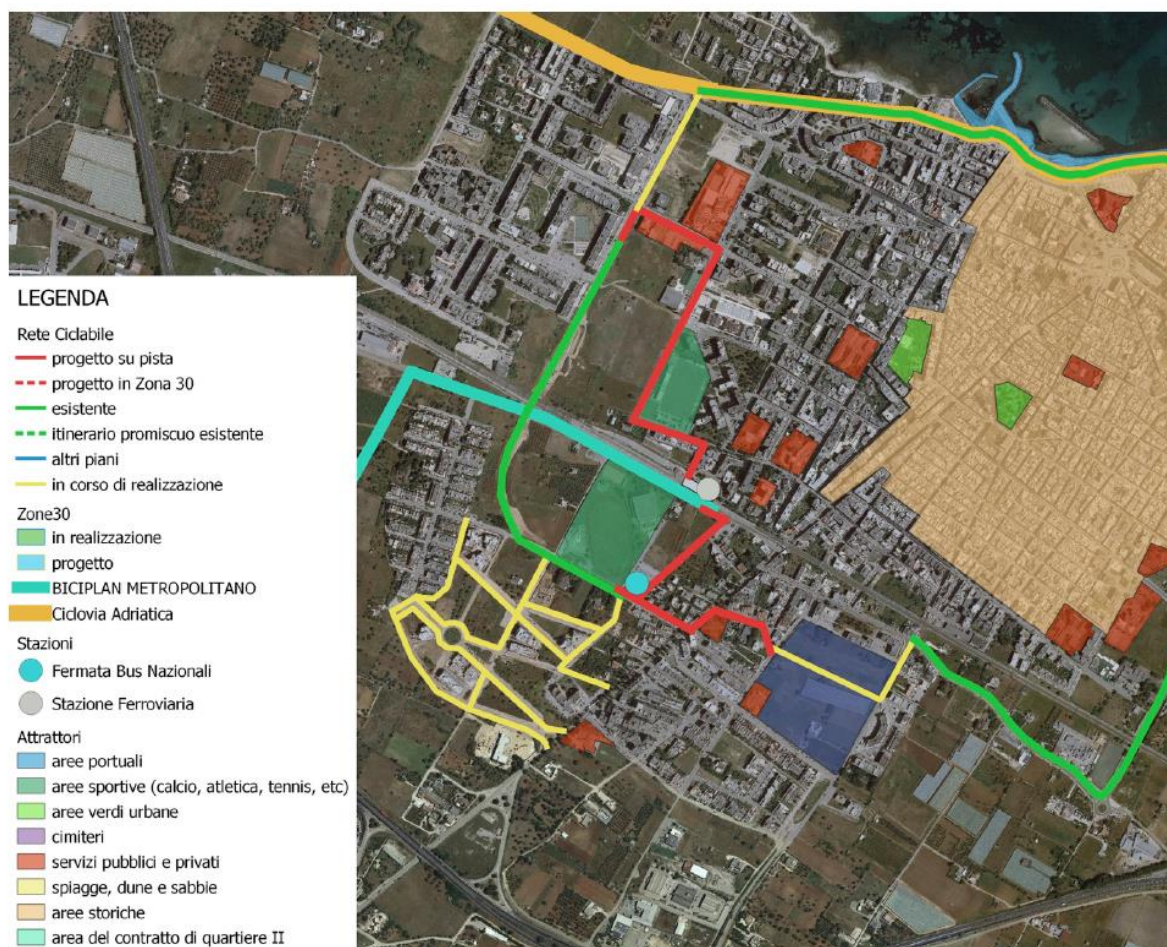 LEGENDA
Rete Ciclabile
progetto su pista
progetto in Zona 30
esistente
itinerario promiscuo esistente
altri piani
in corso di realizzazione
Zone30
in realizzazione
progetto
BICIPLAN METROPOLITANO
Ciclovia Adriatica
Stazioni
Fermata Bus Nazionali
Stazione Ferroviaria
Attrattori
aree portuali
aree sportive (calcio, atletica, tennis, etc)
aree verdi urbane
cimiteri
servizi pubblici e privati
spiagge, dune e sabbie
aree storiche
area del contratto di quartiere II